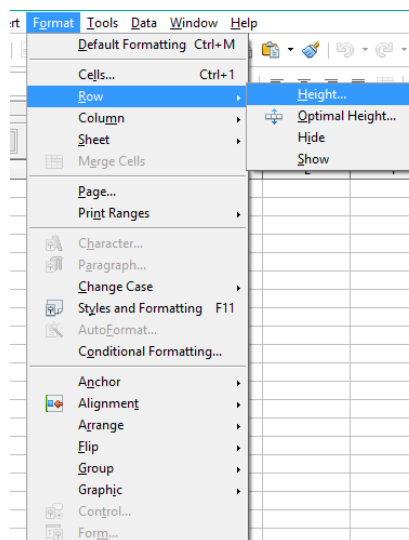 Format Tools Data Window Help
Default Formatting Ctrl+M
Cells... Ctrl+1
Row
Height...
Column
Optimal Height...
Sheet
Hide
Merge Cells
Show
Page...
Print Ranges
Character...
Paragraph...
Change Case
Styles and Formatting F11
AutoFormat...
Conditional Formatting...
Anchor
Alignment
Arrange
Flip
Group
Graphic
Control...
Form...